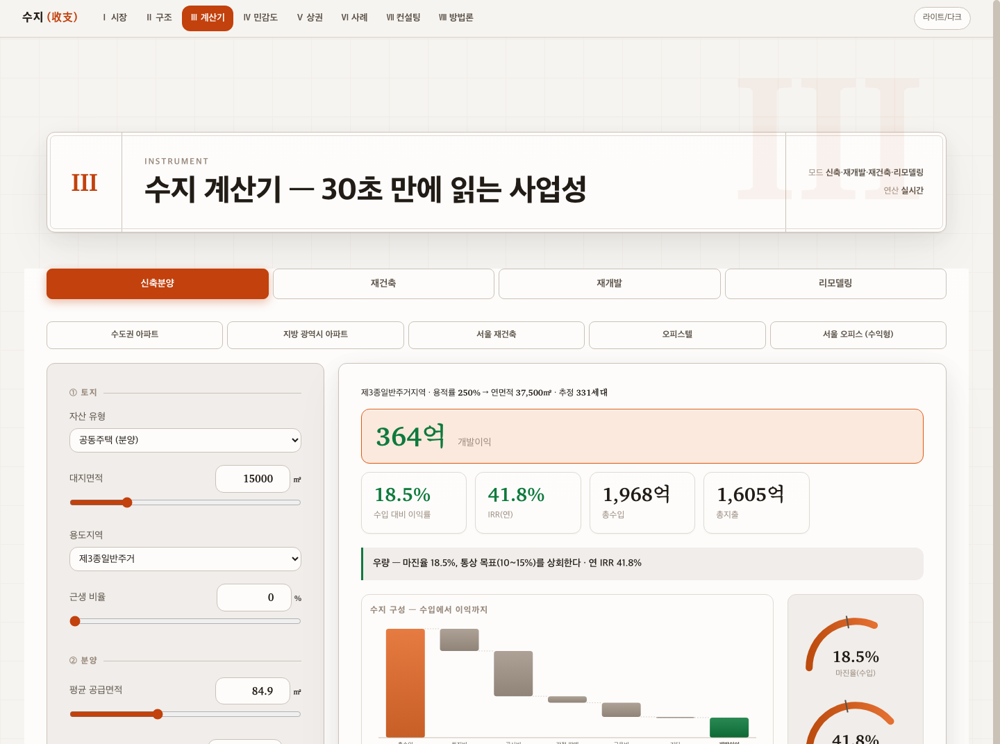 수지 (收支)
Ⅰ 시장
Ⅱ 구조
Ⅲ 계산기
Ⅳ 민감도
Ⅴ 상권
Ⅵ 사례
Ⅶ 컨설팅
Ⅷ 방법론
라이트/다크
III
III
INSTRUMENT
수지 계산기 — 30초 만에 읽는 사업성
모드 신축·재개발·재건축·리모델링
연산 실시간
신축분양
재건축
재개발
리모델링
수도권 아파트
지방 광역시 아파트
서울 재건축
오피스텔
서울 오피스 (수익형)
① 토지
자산 유형
공동주택 (분양)
대지면적
15000 ㎡
용도지역
제3종일반주거
근생 비율
0 %
② 분양
평균 공급면적
84.9 ㎡
제3종일반주거지역 · 용적률 250% → 연면적 37,500㎡ · 추정 331세대
364억 개발이익
18.5%
수입 대비 이익률
41.8%
IRR(연)
1,968억
총수입
1,605억
총지출
우량 — 마진율 18.5%, 통상 목표(10~15%)를 상회한다 · 연 IRR 41.8%
수지 구성 — 수입에서 이익까지
18.5%
마진율(수입)
41.8%